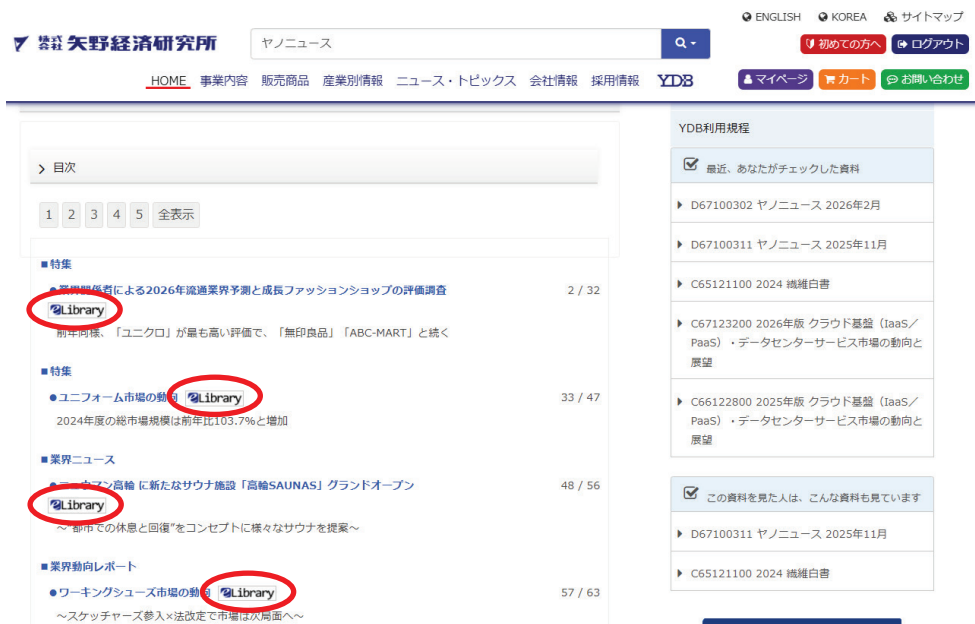 ENGLISH KOREA サイトマップ
株式会社 矢野経済研究所
ヤノニュース
初めての方へ ログアウト
HOME 事業内容 販売商品 産業別情報 ニュース・トピックス 会社情報 採用情報 YDB
マイページ カート お問い合わせ
YDB利用規程
目次
1 2 3 4 5 全表示
■特集
●業界関係者による2026年流通業界予測と成長ファッションショップの評価調査 2 / 32
eLibrary
前年同様、「ユニクロ」が最も高い評価で、「無印良品」「ABC-MART」と続く
■特集
●ユニフォーム市場の動向 eLibrary 33 / 47
2024年度の総市場規模は前年比103.7%と増加
■業界ニュース
●ニュウマン高輪 に新たなサウナ施設「高輪SAUNAS」グランドオープン 48 / 56
eLibrary
～“都市での休息と回復”をコンセプトに様々なサウナを提案～
■業界動向レポート
●ワーキングシューズ市場の動向 eLibrary 57 / 63
～スケッチャーズ参入×法改定で市場は次局面へ～
最近、あなたがチェックした資料
D67100302 ヤノニュース 2026年2月
D67100311 ヤノニュース 2025年11月
C65121100 2024 繊維白書
C67123200 2026年版 クラウド基盤（IaaS／
PaaS）・データセンターサービス市場の動向と
展望
C66122800 2025年版 クラウド基盤（IaaS／
PaaS）・データセンターサービス市場の動向と
展望
この資料を見た人は、こんな資料も見ています
D67100311 ヤノニュース 2025年11月
C65121100 2024 繊維白書